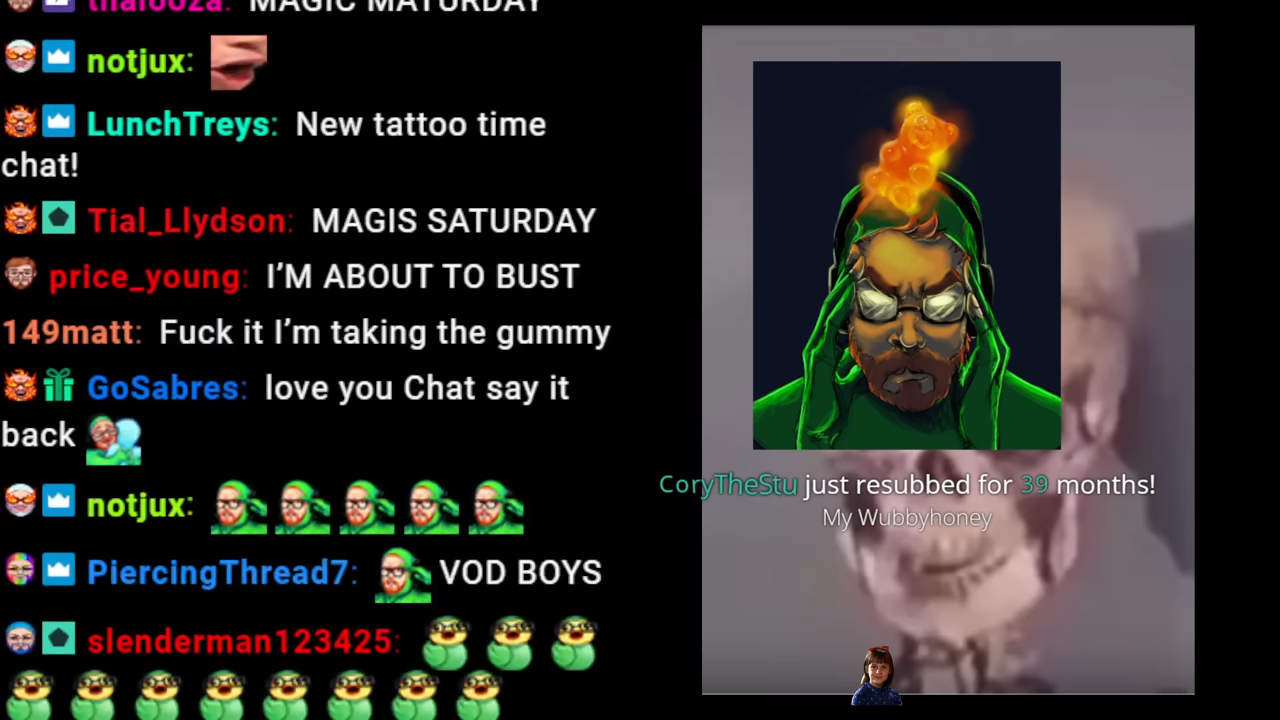 thalooza: MAGIC MATURDAY
notjux:
LunchTreys: New tattoo time
chat!
Tial_Llydson: MAGIS SATURDAY
price_young: I'M ABOUT TO BUST
149matt: Fuck it I'm taking the gummy
GoSabres: love you Chat say it
back
notjux:
PiercingThread7: VOD BOYS
slenderman123425:
CoryTheStu just resubbed for 39 months!
My Wubbyhoney